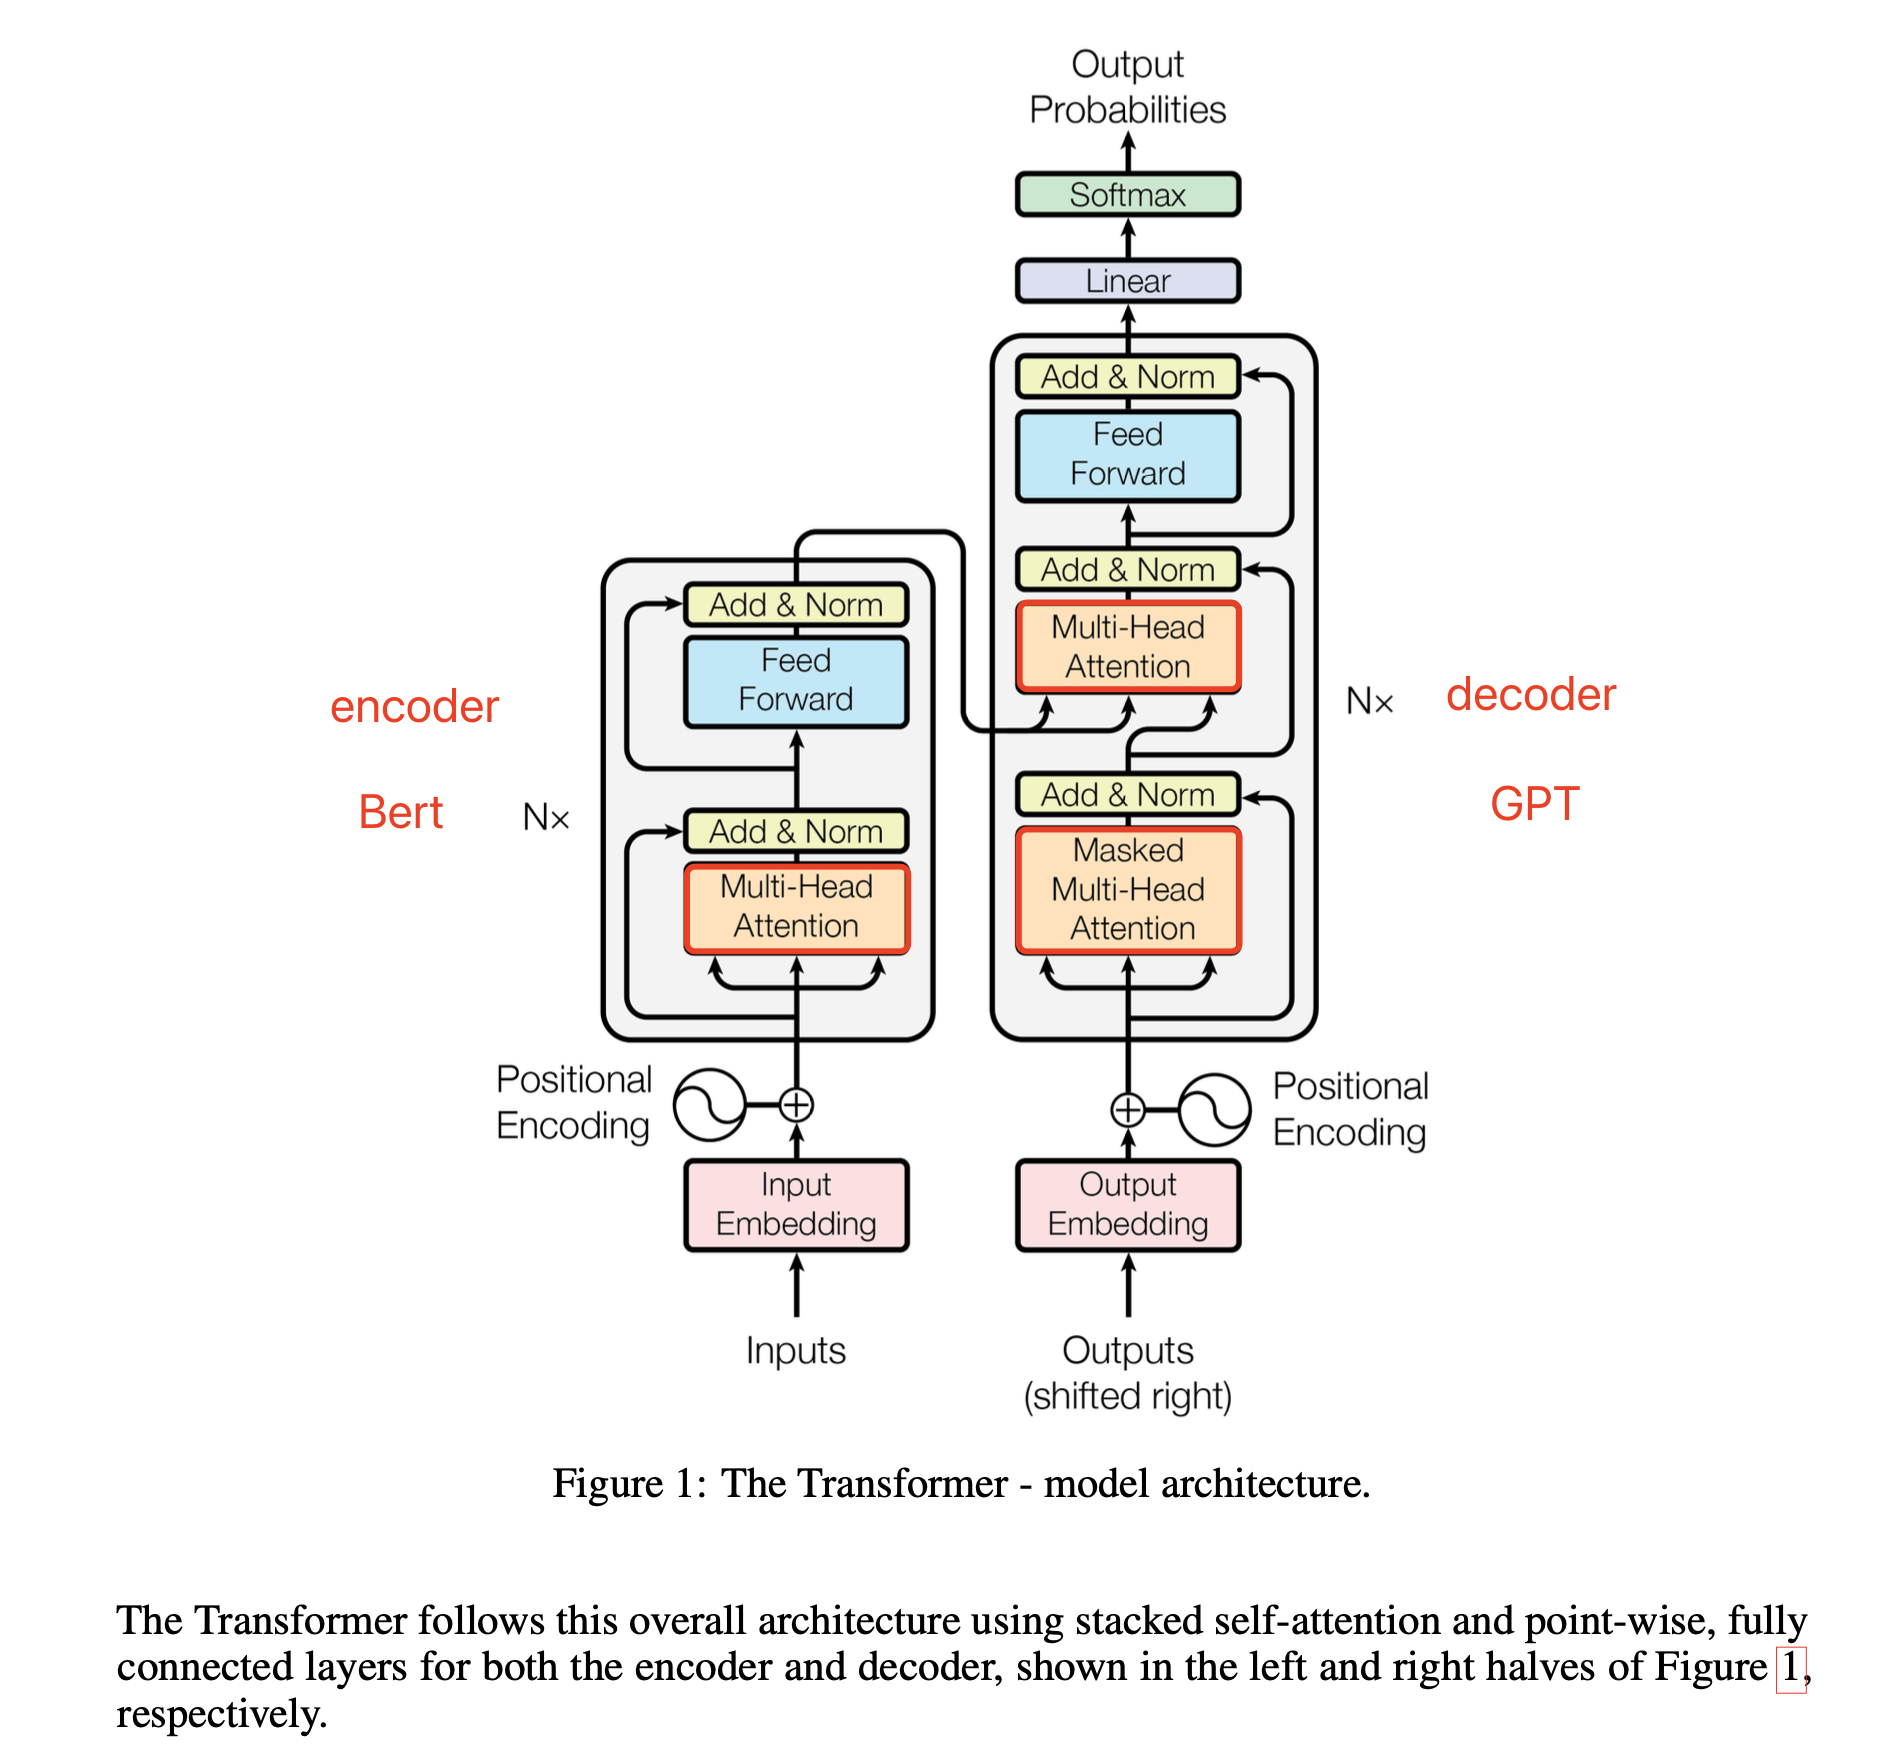 Output
Probabilities
Softmax
Linear
Add & Norm
Feed
Forward
Add & Norm
Multi-Head
Attention
Add & Norm
Masked
Multi-Head
Attention
Nx
decoder
GPT
encoder
Bert
Nx
Add & Norm
Feed
Forward
Add & Norm
Multi-Head
Attention
Positional
Encoding
Positional
Encoding
Input
Embedding
Output
Embedding
Inputs
Outputs
(shifted right)
Figure 1: The Transformer - model architecture.
The Transformer follows this overall architecture using stacked self-attention and point-wise, fully
connected layers for both the encoder and decoder, shown in the left and right halves of Figure 1,
respectively.